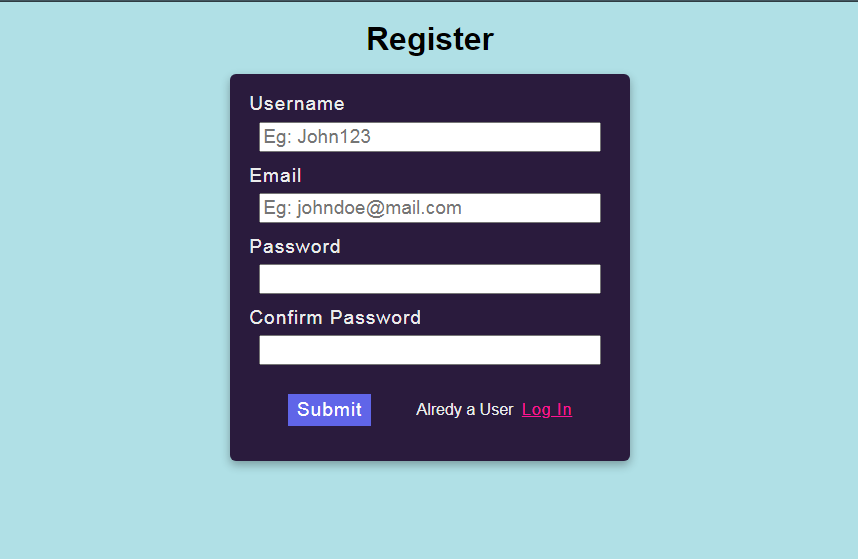 Register
Username
Eg: John123
Email
Eg: johndoe@mail.com
Password
Confirm Password
Submit Alredy a User Log In